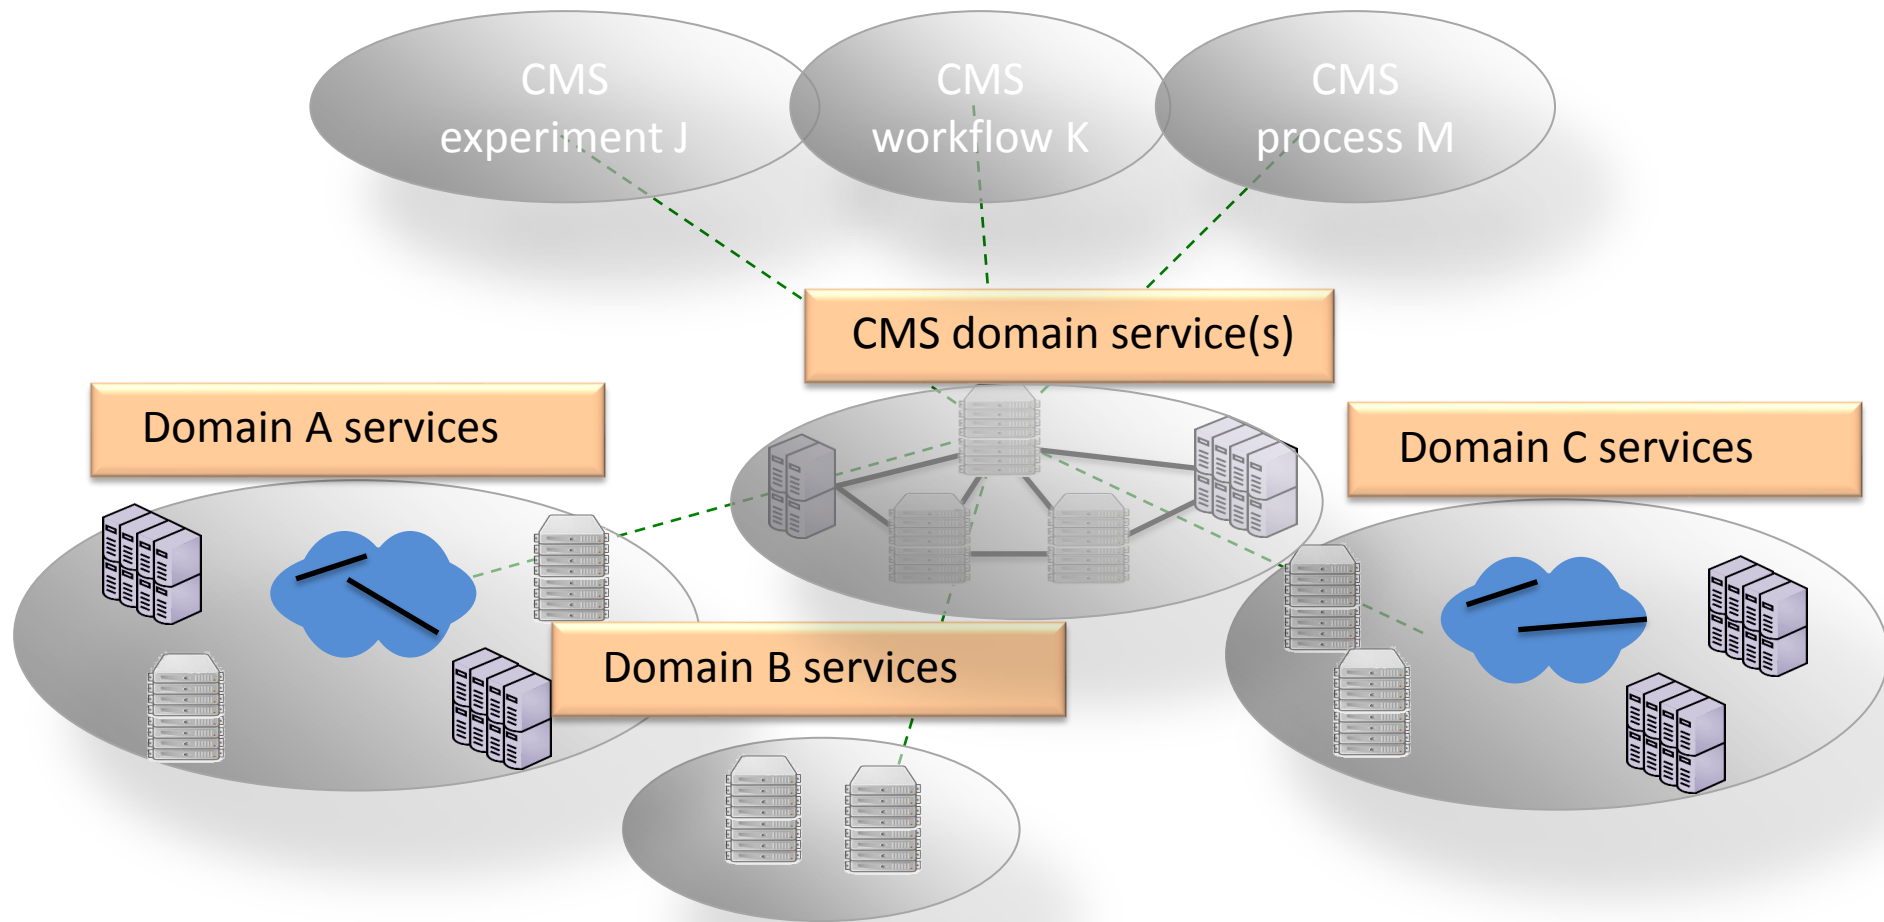 CMS
experiment J
CMS
workflow K
CMS
process M
CMS domain service(s)
Domain A services
Domain C services
Domain B services